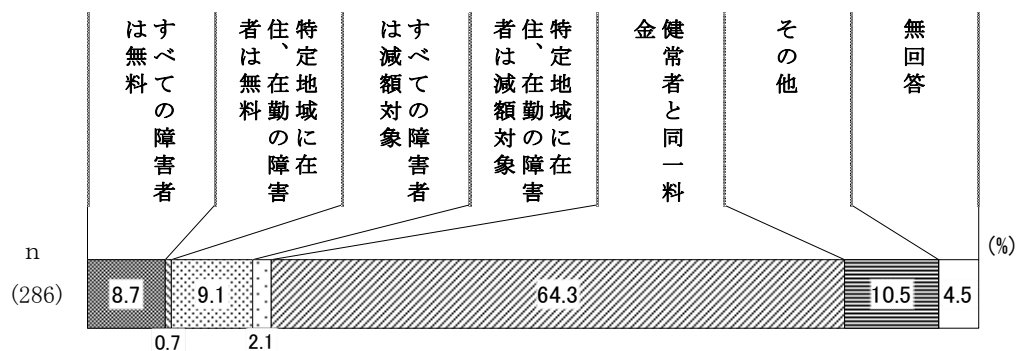 すべての障害者
は無料
特定地域に在
住、在勤の障害
者は無料
すべての障害者
は減額対象
特定地域に在
住、在勤の障害
者は減額対象
健常者と同一料
金
その他
無回答
(%)
n
(286)
8.7
0.7
9.1
2.1
64.3
10.5
4.5